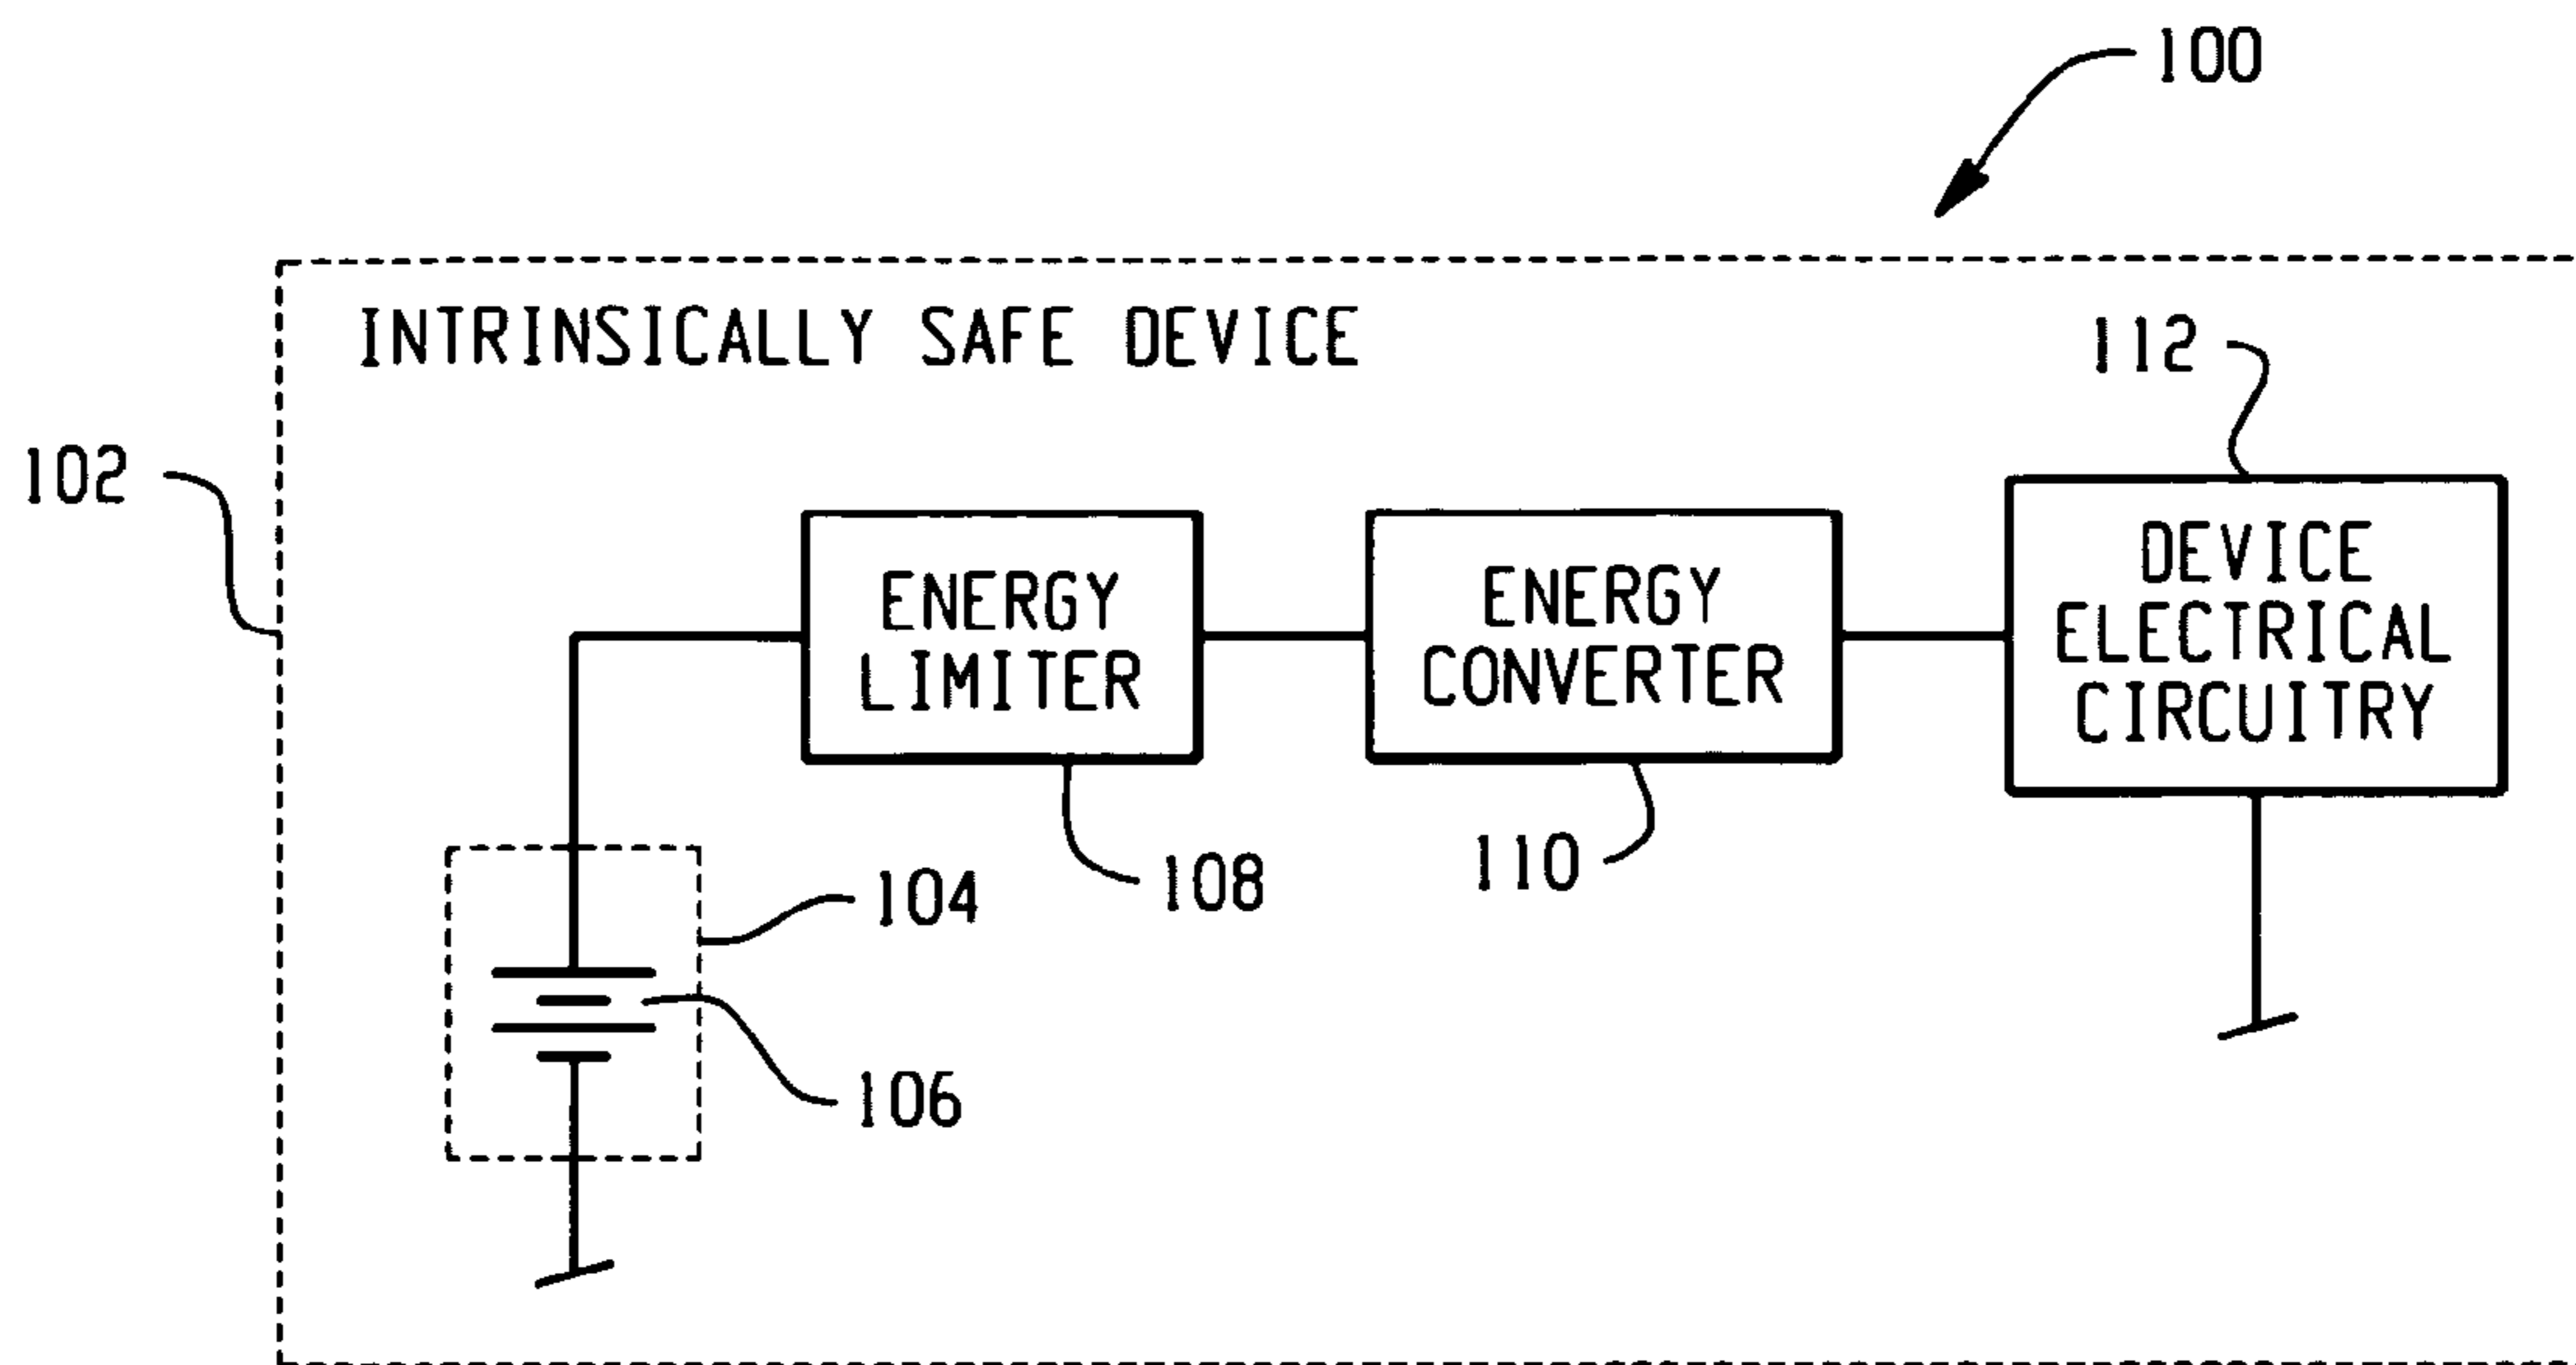 100
INTRINSICALLY SAFE DEVICE
112
102
ENERGY
LIMITER
ENERGY
CONVERTER
DEVICE
ELECTRICAL
CIRCUITRY
108
110
104
106